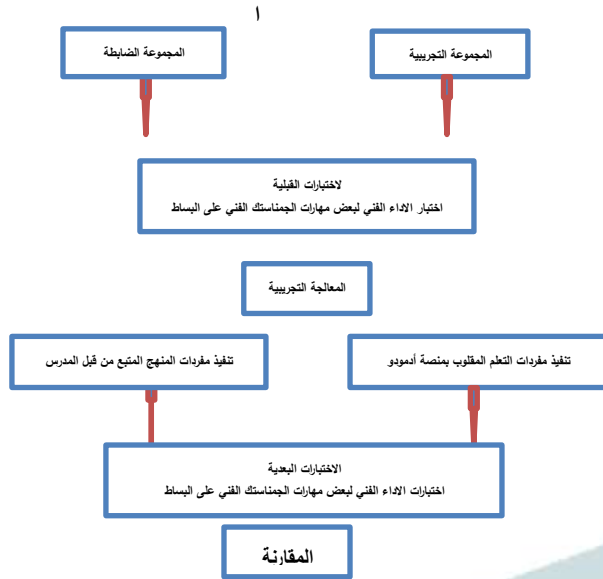 ا
المجموعة التجريبية
المجموعة الضابطة
لاختبارات القبلية
اختبار الاداء الفني لبعض مهارات الجمناستك الفني على البساط
المعالجة التجريبية
تنفيذ مفردات التعلم المقلوب بمنصة أدمودو
تنفيذ مفردات المنهج المتبع من قبل المدرس
الاختبارات البعدية
اختبارات الاداء الفني لبعض مهارات الجمناستك الفني على البساط
المقارنة